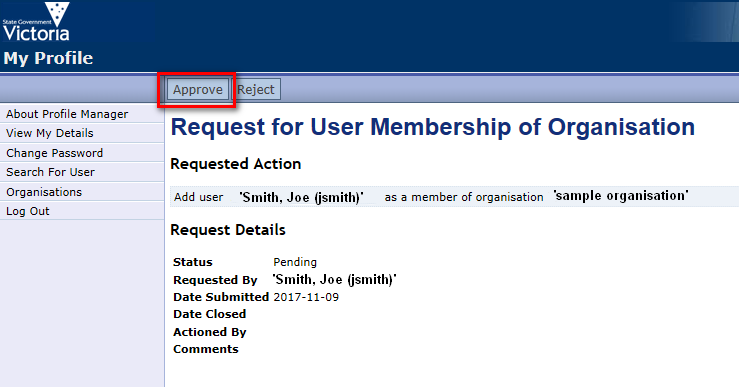 State Government
Victoria
My Profile
Approve Reject
About Profile Manager
View My Details
Change Password
Search For User
Organisations
Log Out
Request for User Membership of Organisation
Requested Action
Add user 'Smith, Joe (jsmith)' as a member of organisation 'sample organisation'
Request Details
Status Pending
Requested By 'Smith, Joe (jsmith)'
Date Submitted 2017-11-09
Date Closed
Actioned By
Comments